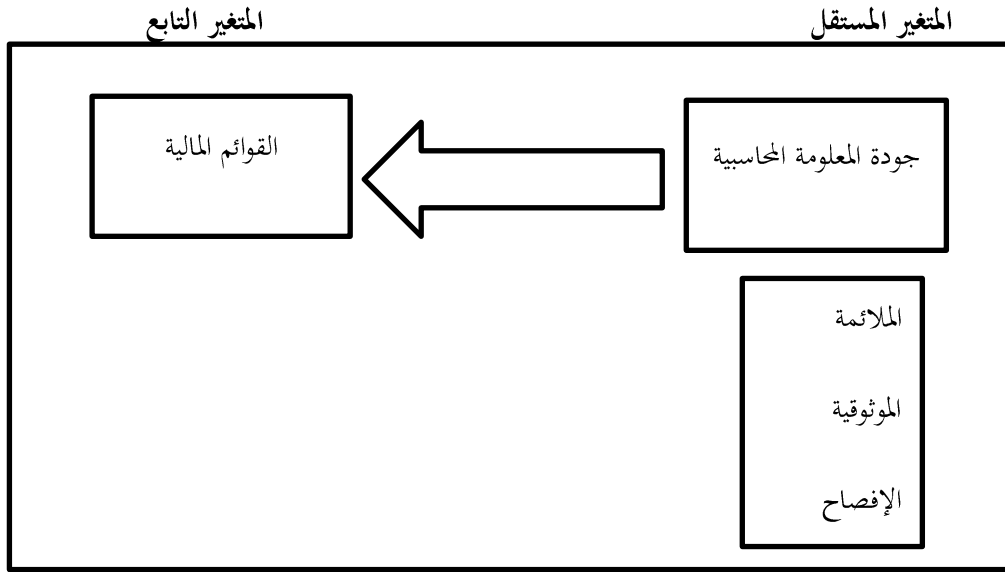 المتغير المستقل
المتغير التابع
جودة المعلومة المحاسبية
القوائم المالية
الملائمة
الموثوقية
الإفصاح